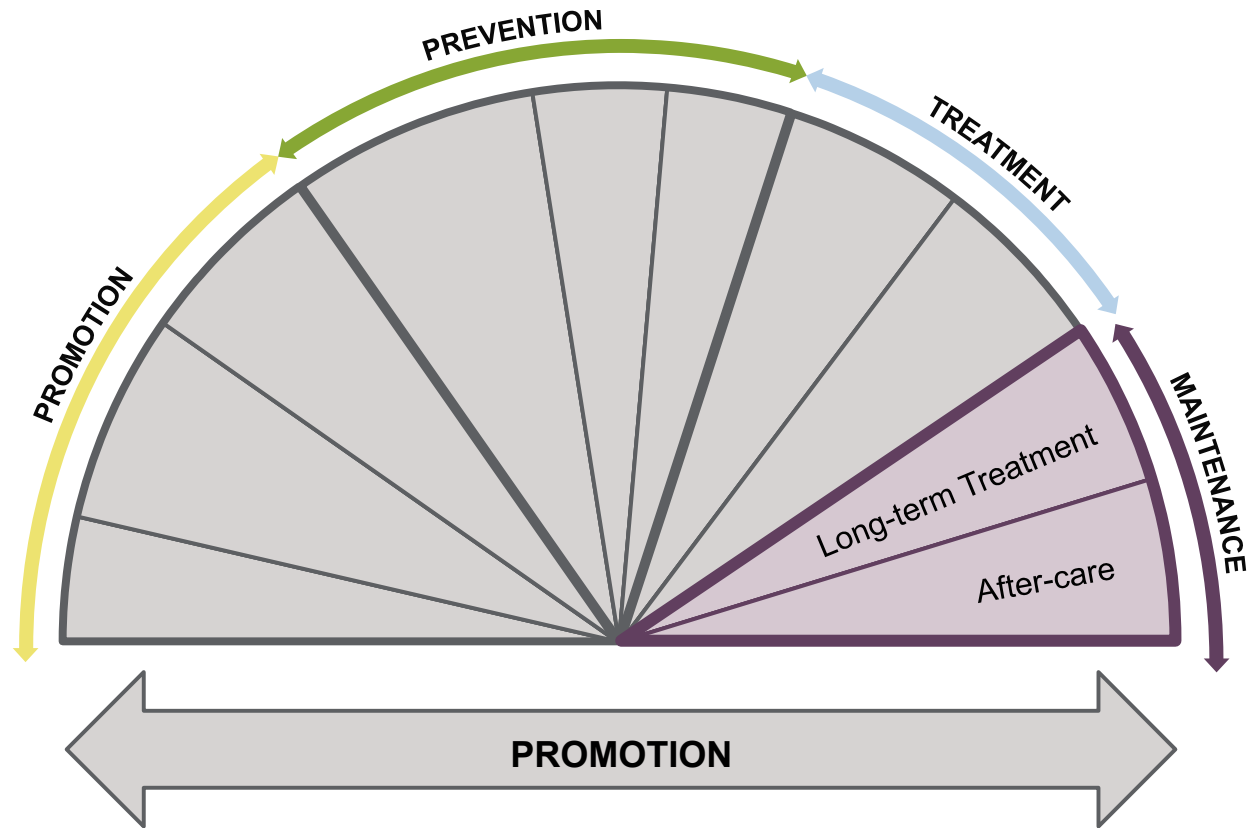 PREVENTION
TREATMENT
PROMOTION
MAINTENANCE
Long-term Treatment
After-care
PROMOTION